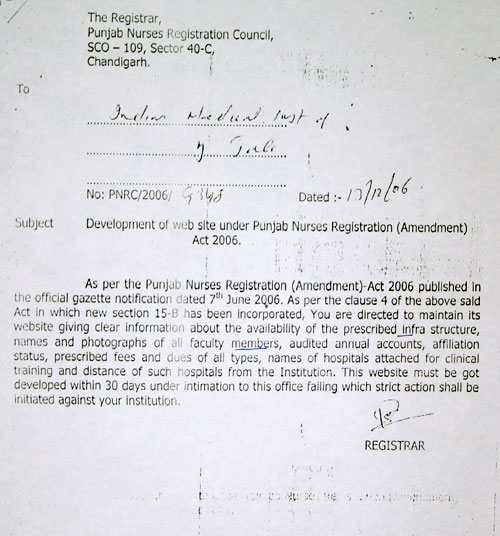 The Registrar,
Punjab Nurses Registration Council,
SCO – 109, Sector 40-C,
Chandigarh.
To
Indian Medical Inst of
No: PNRC/2006/
Dated :- 13/12/06
Subject Development of web site under Punjab Nurses Registration (Amendment)
Act 2006.
As per the Punjab Nurses Registration (Amendment)-Act 2006 published in
the official gazette notification dated 7th June 2006. As per the clause 4 of the above said
Act in which new section 15-B has been incorporated, You are directed to maintain its
website giving clear information about the availability of the prescribed infra structure,
names and photographs of all faculty members, audited annual accounts, affiliation
status, prescribed fees and dues of all types, names of hospitals attached for clinical
training and distance of such hospitals from the Institution. This website must be got
developed within 30 days under intimation to this office failing which strict action shall be
initiated against your institution.
REGISTRAR